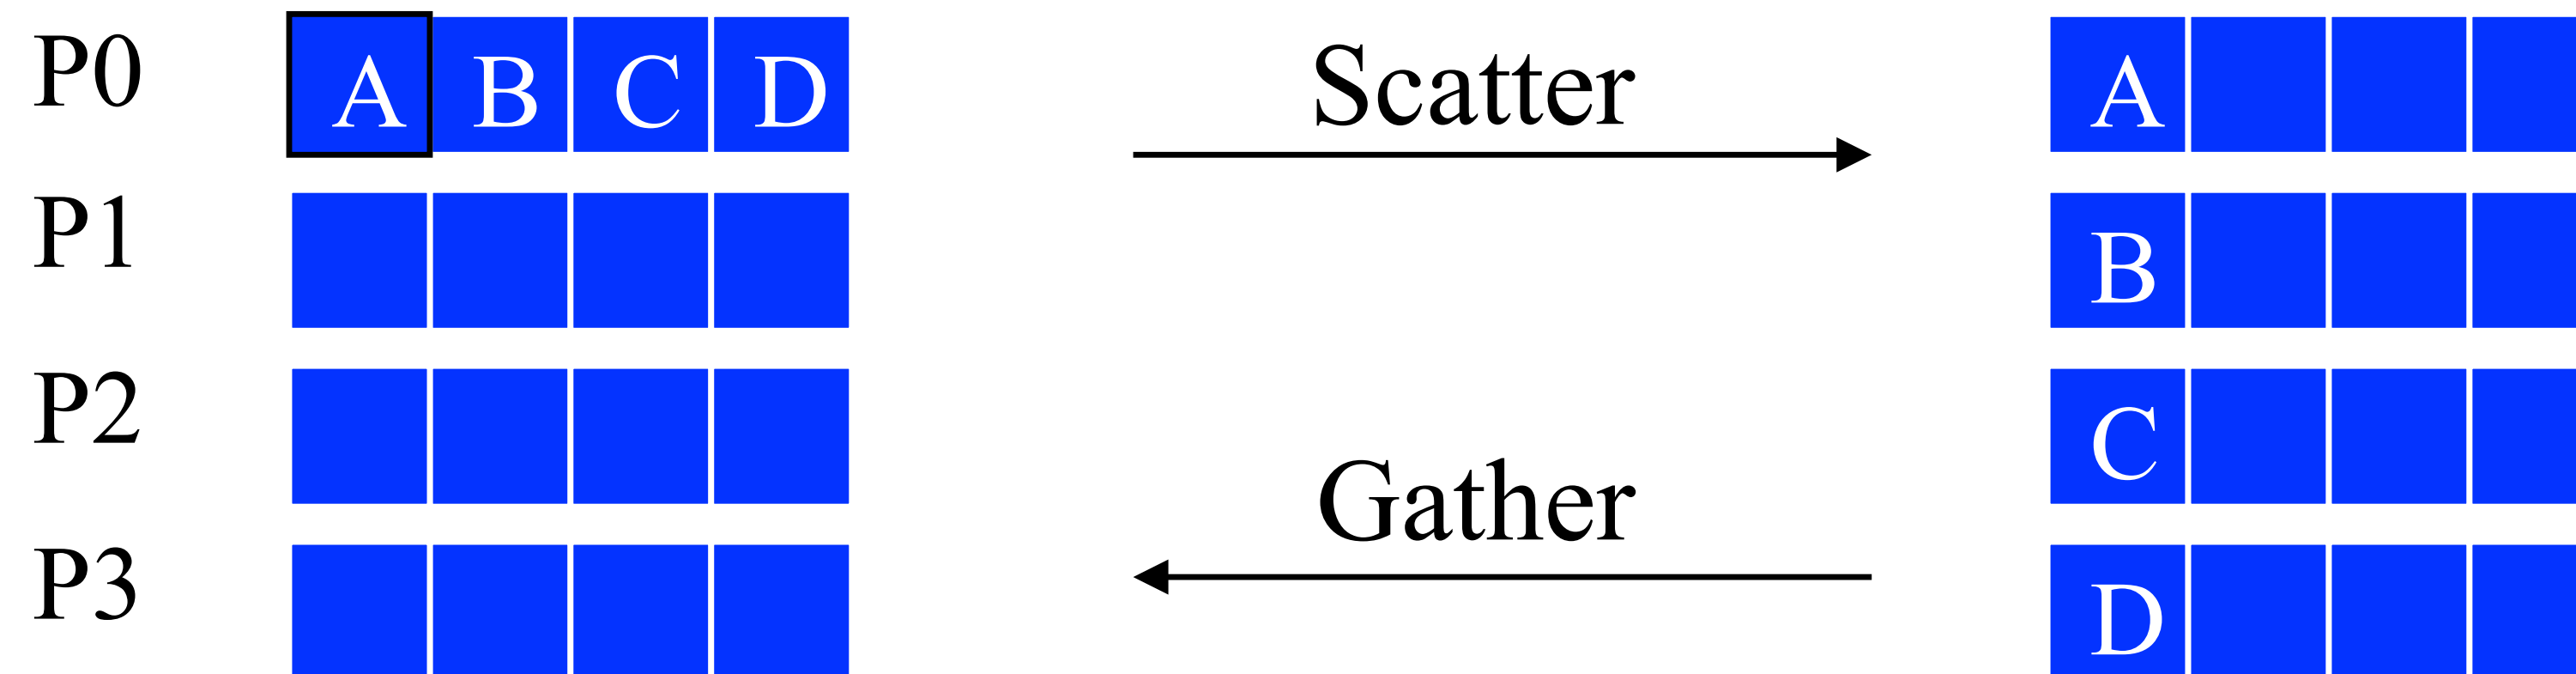 P0 A B C D Scatter A
P1 B
P2 C
Gather
P3 D